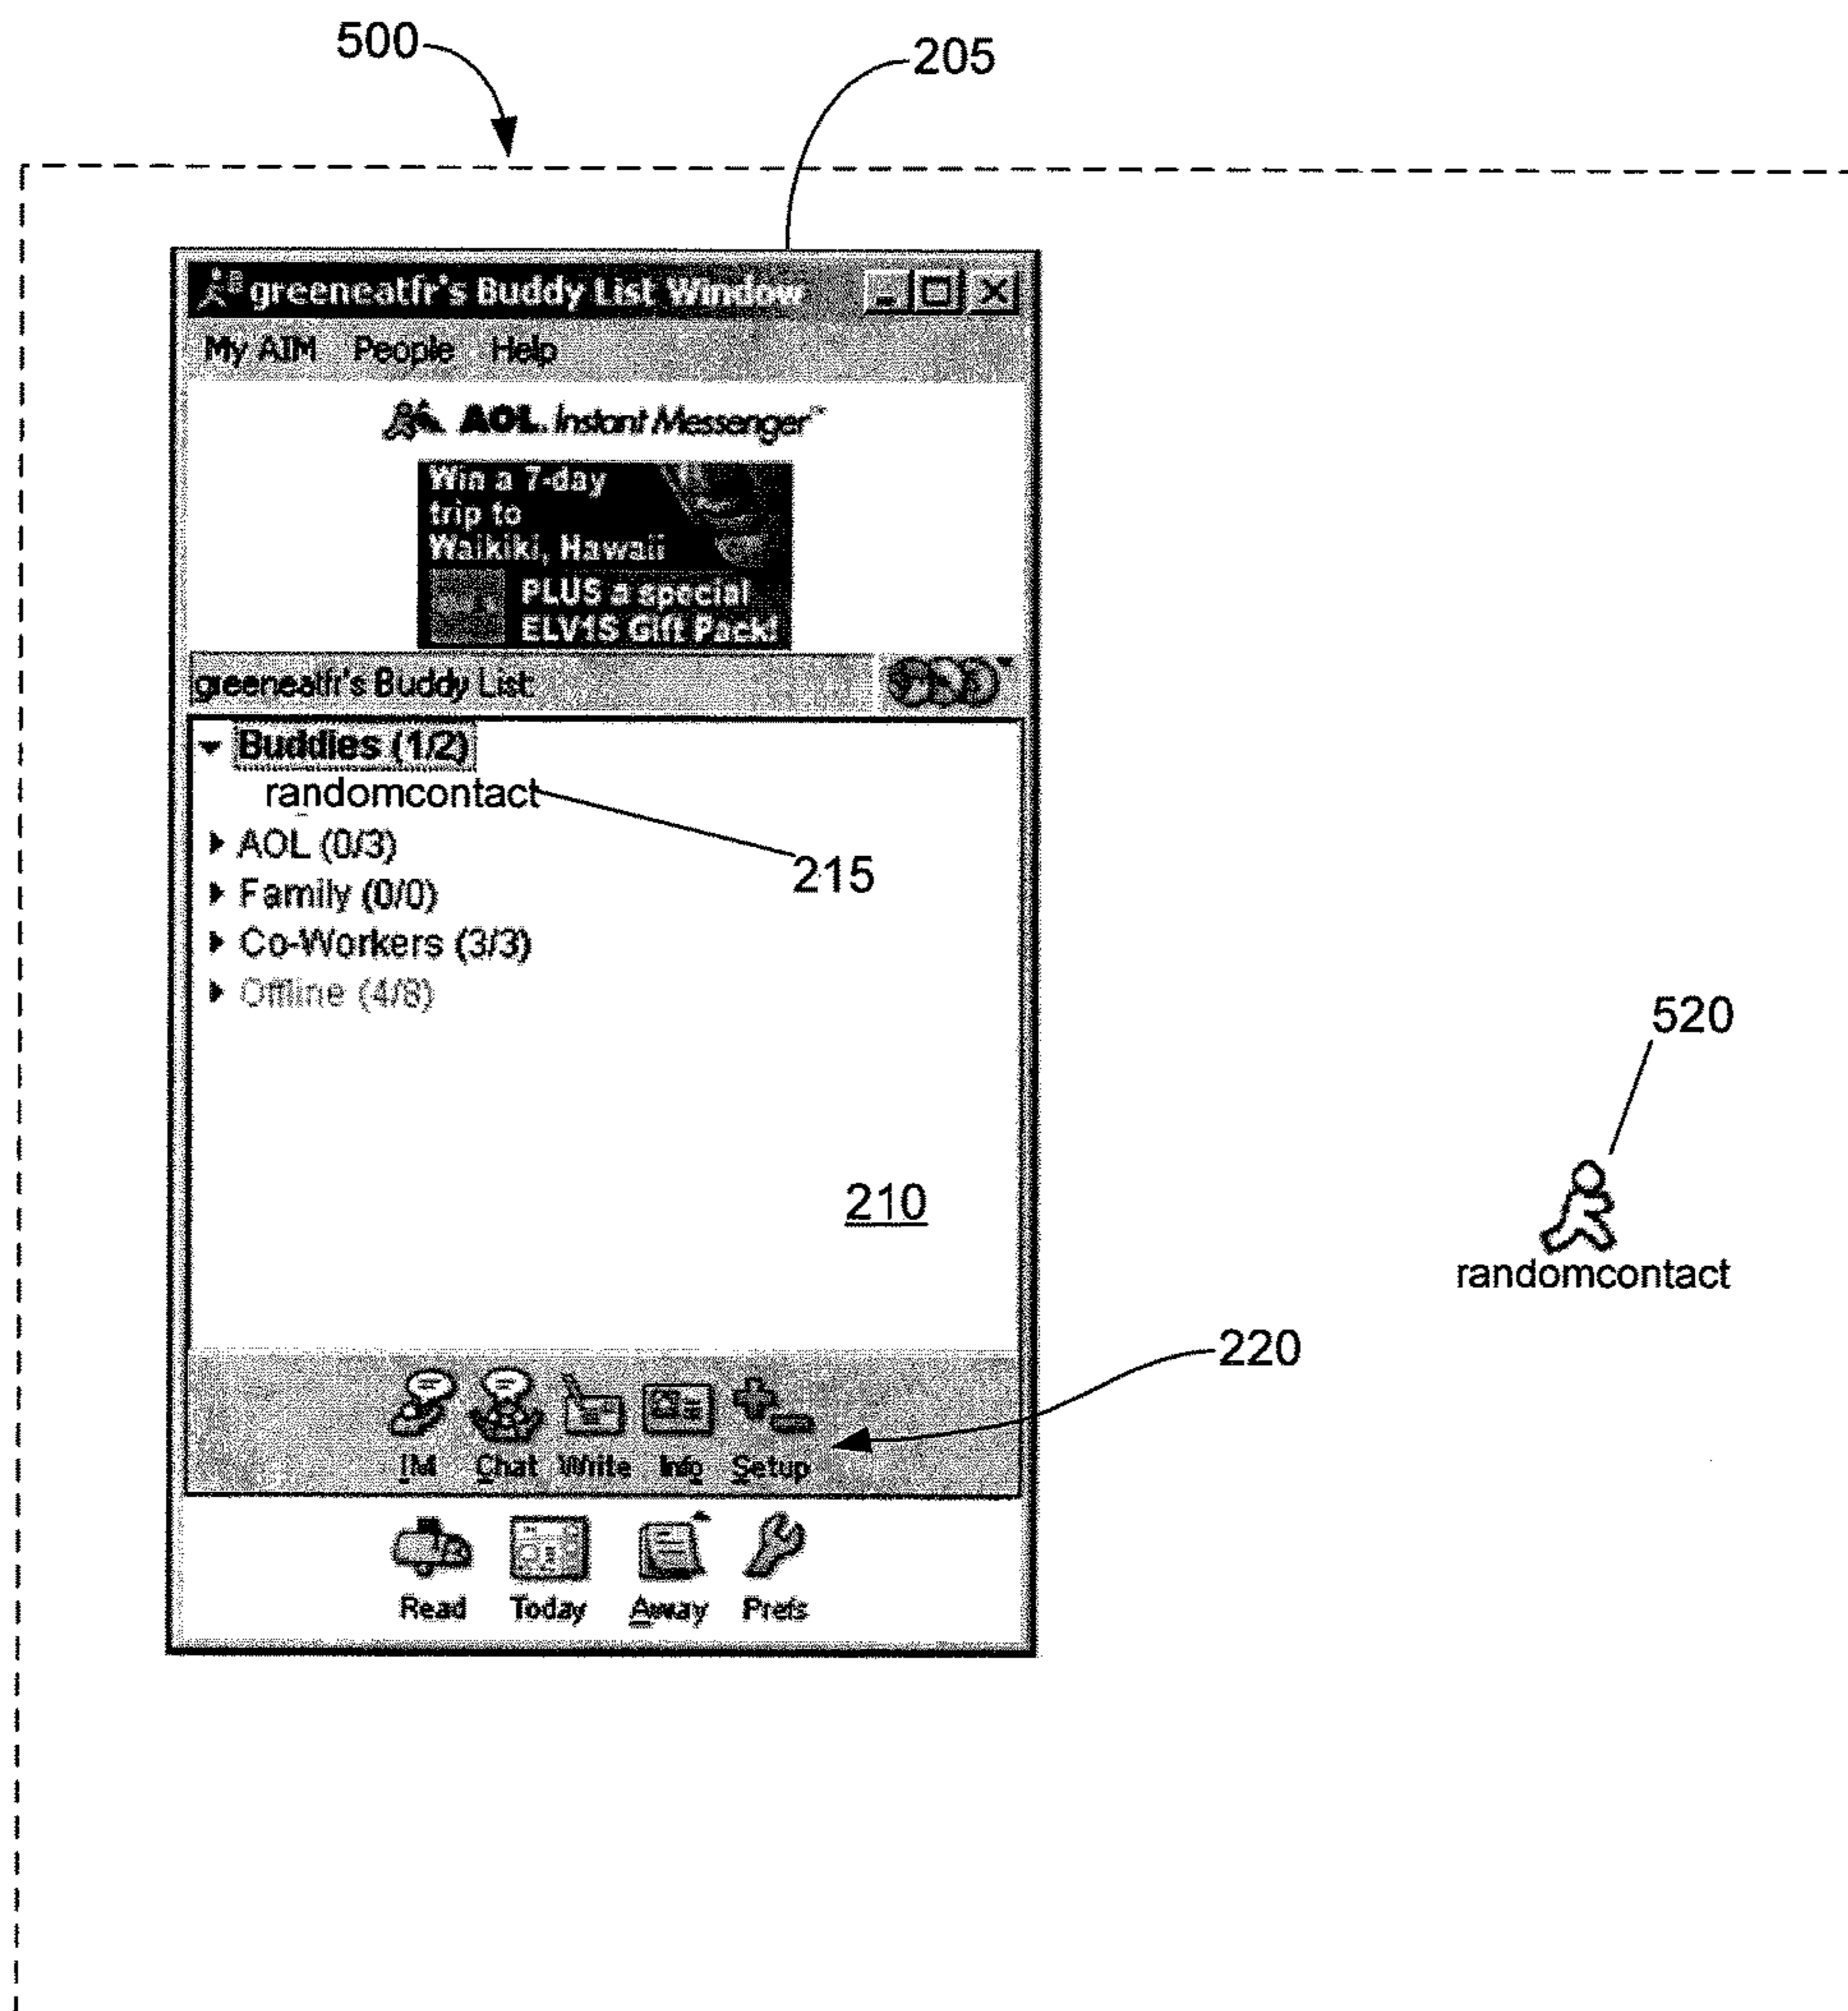 500
205
greeneatfr's Buddy List Window
My AIM People Help
AOL Instant Messenger™
Win a 7-day
trip to
Waikiki, Hawaii
PLUS a special
ELV1S Gift Pack!
greeneatfr's Buddy List
Buddies (1/2)
randomcontact
AOL (0/3)
215
Family (0/0)
Co-Workers (3/3)
Offline (4/8)
520
210
randomcontact
220
IM Chat Write Info Setup
Read Today Away Prefs